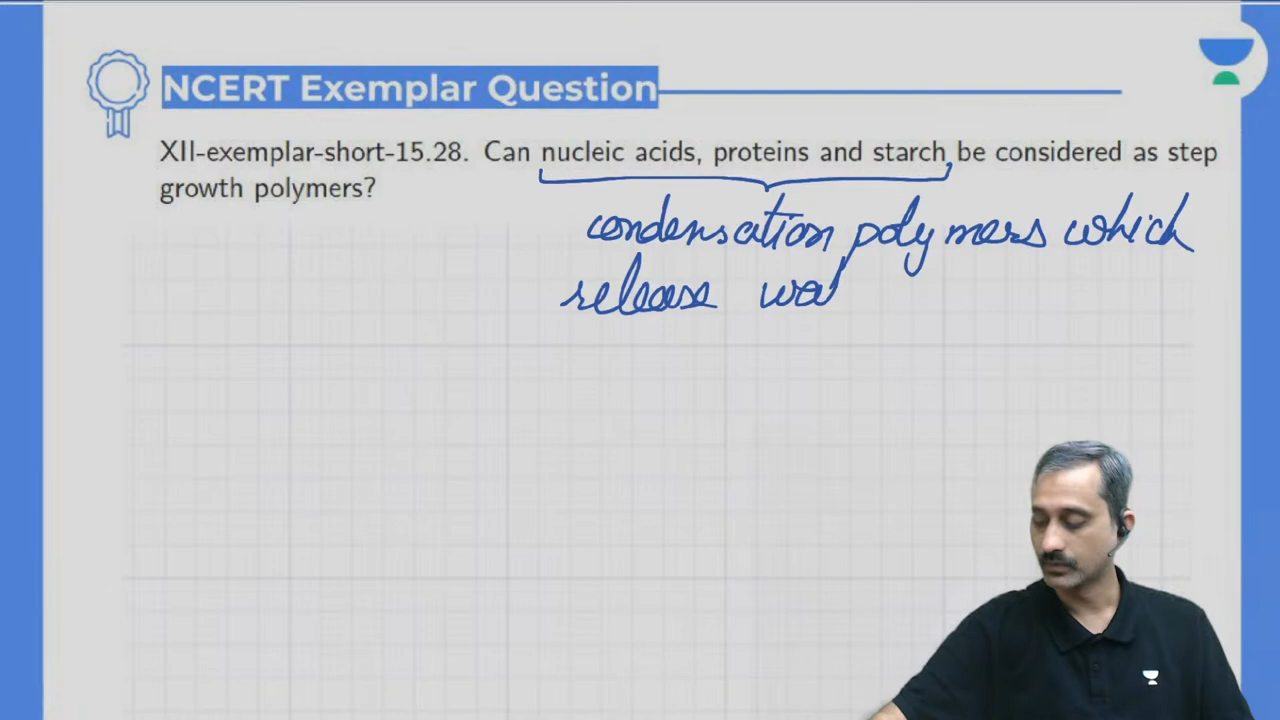 NCERT Exemplar Question
XII-exemplar-short-15.28. Can nucleic acids, proteins and starch be considered as step
growth polymers?
condensation polymers which
release wat